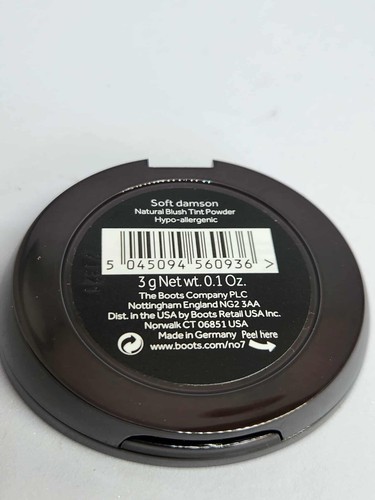 Soft damson
Natural Blush Tint Powder
Hypo-allergenic
5 045094 560936 >
3 g Net wt. 0.1 Oz.
The Boots Company PLC
Nottingham England NG2 3AA
Dist. in the USA by Boots Retail USA Inc.
Norwalk CT 06851 USA
Made in Germany Peel here
www.boots.com/no7